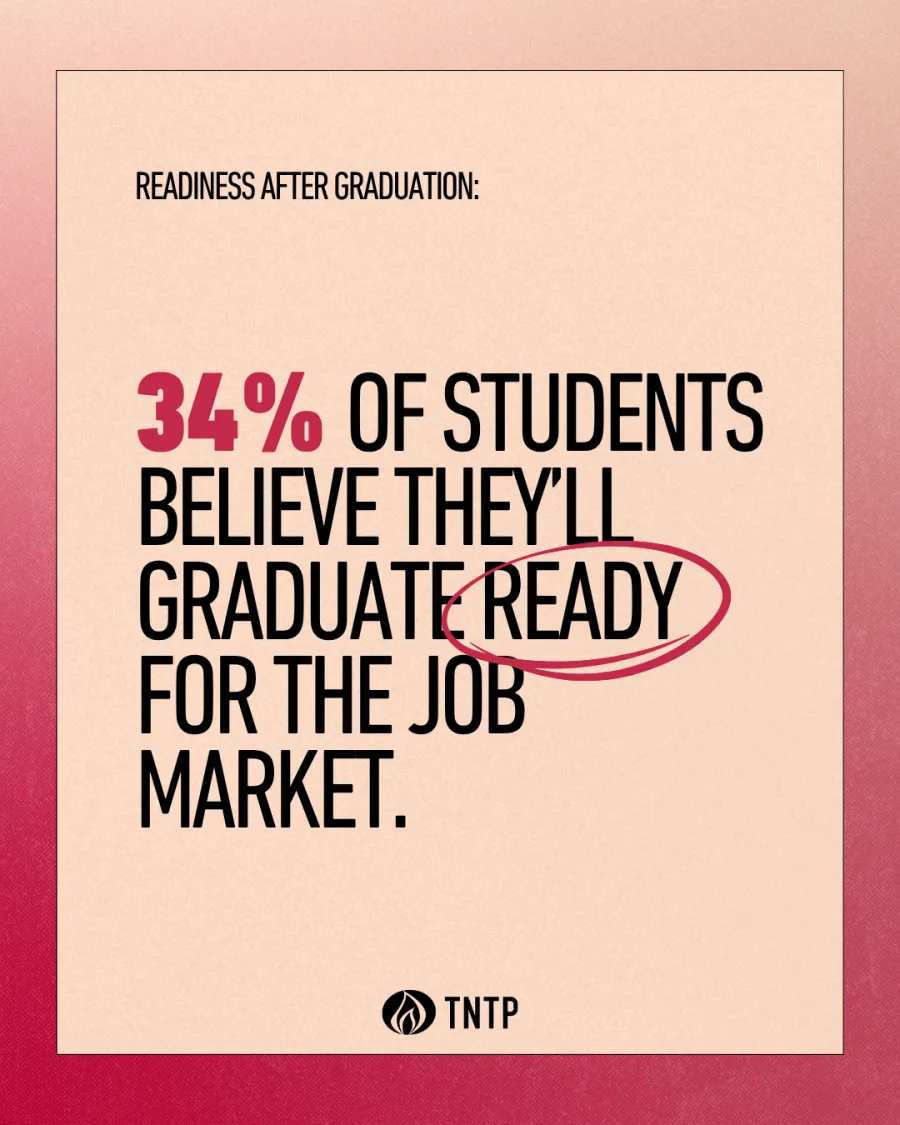 READINESS AFTER GRADUATION:
34% OF STUDENTS
BELIEVE THEY'LL
GRADUATE READY
FOR THE JOB
MARKET.
TNTP